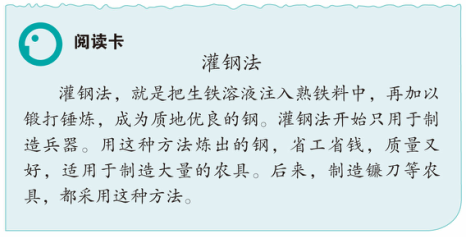 阅读卡
灌钢法
灌钢法，就是把生铁溶液注入熟铁料中，再加以
锻打锤炼，成为质地优良的钢。灌钢法开始只用于制
造兵器。用这种方法炼出的钢，省工省钱，质量又
好，适用于制造大量的农具。后来，制造镰刀等农
具，都采用这种方法。